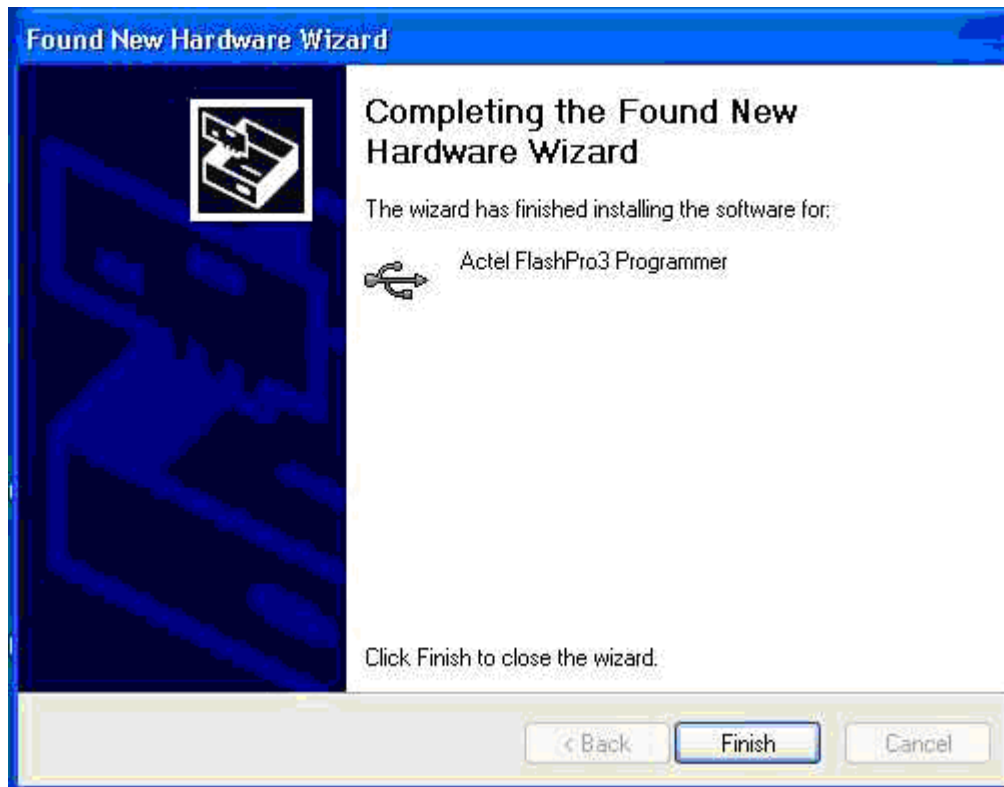 Found New Hardware Wizard
Completing the Found New
Hardware Wizard
The wizard has finished installing the software for:
Actel FlashPro3 Programmer
Click Finish to close the wizard.
< Back
Finish
Cancel